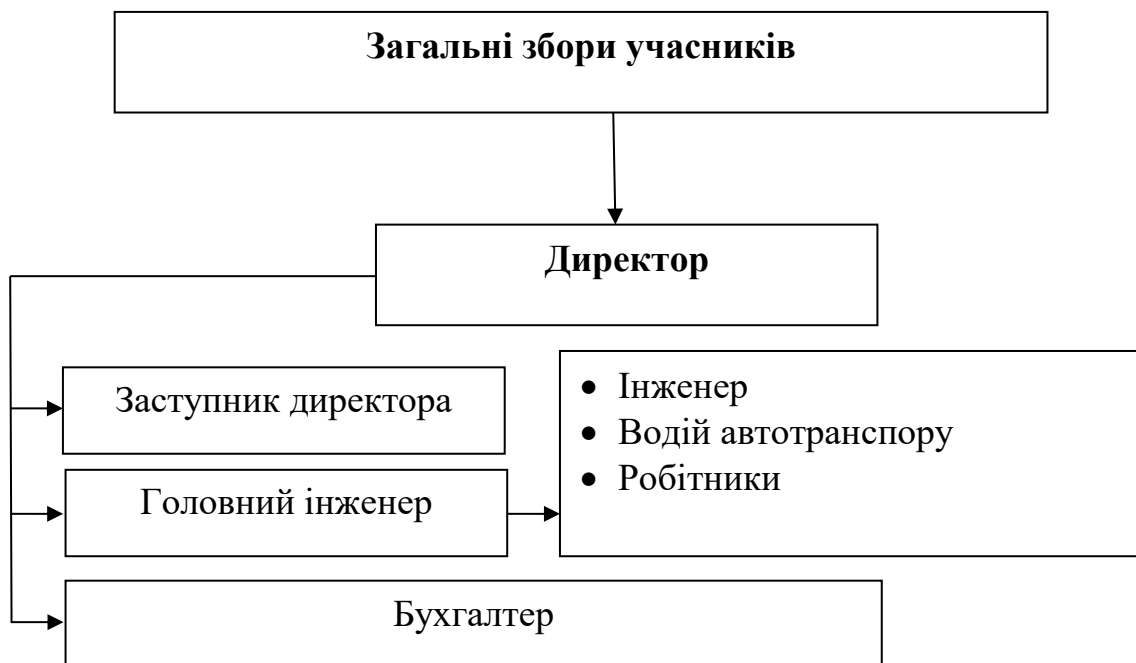 Загальні збори учасників
Директор
Заступник директора
• Інженер
• Водій автотранспору
• Робітники
Головний інженер
Бухгалтер